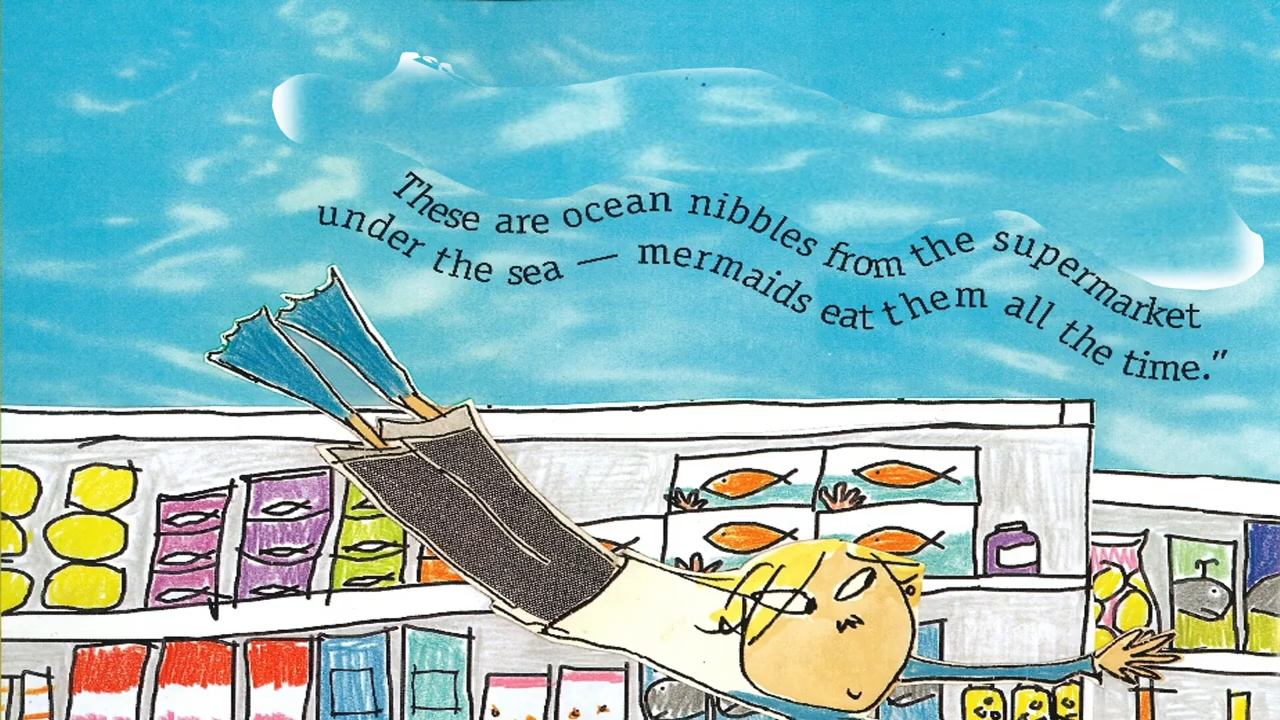 These are ocean nibbles from the supermarket
under the sea — mermaids eat them all the time."